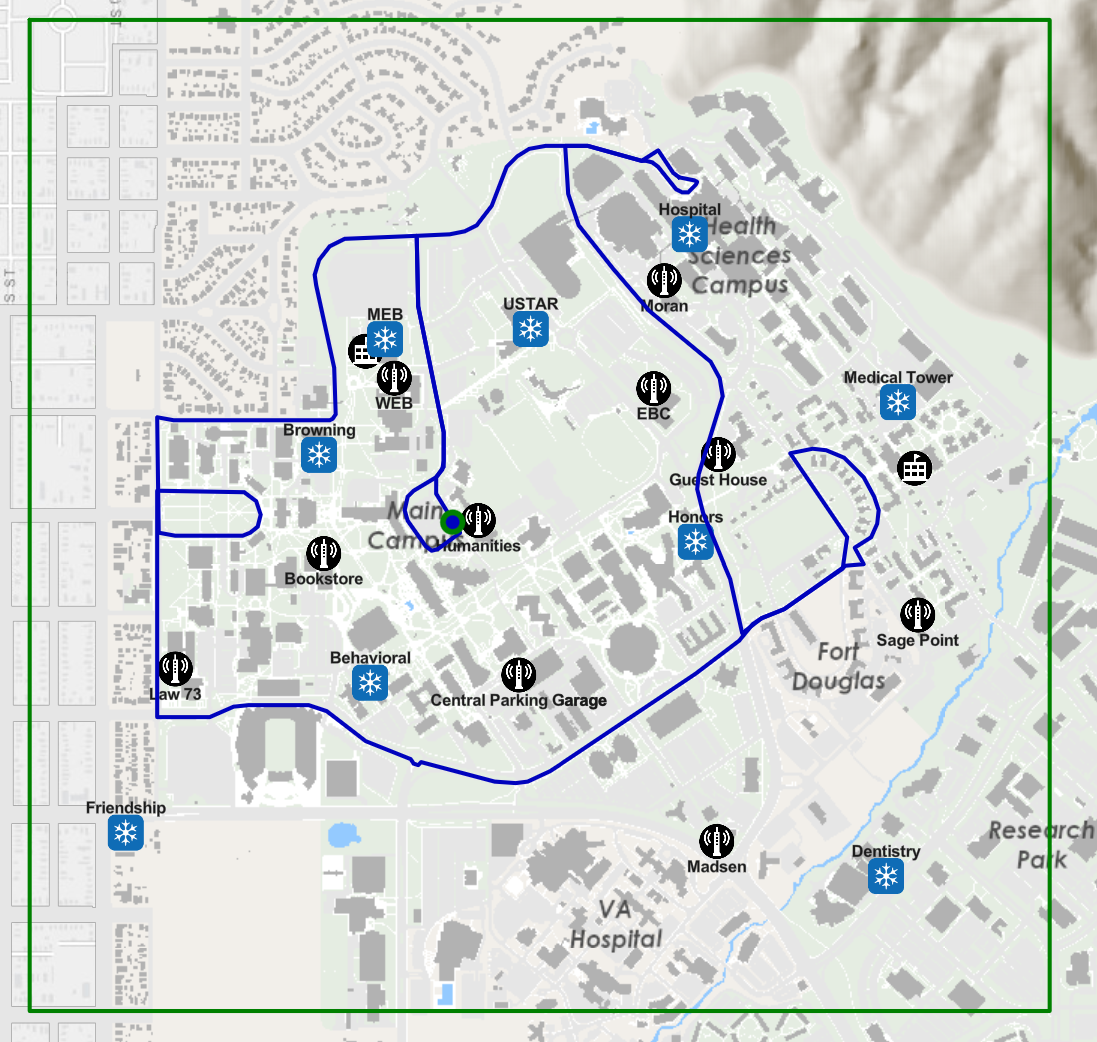 Hospital
Health
Sciences
Campus
Moran
USTAR
MEB
WEB
S ST
Medical Tower
EBC
Browning
Guest House
Main
Campus
Humanities
Honors
Bookstore
Sage Point
Fort
Douglas
Behavioral
Law 73
Central Parking Garage
Friendship
Madsen
Dentistry
Research
Park
VA
Hospital